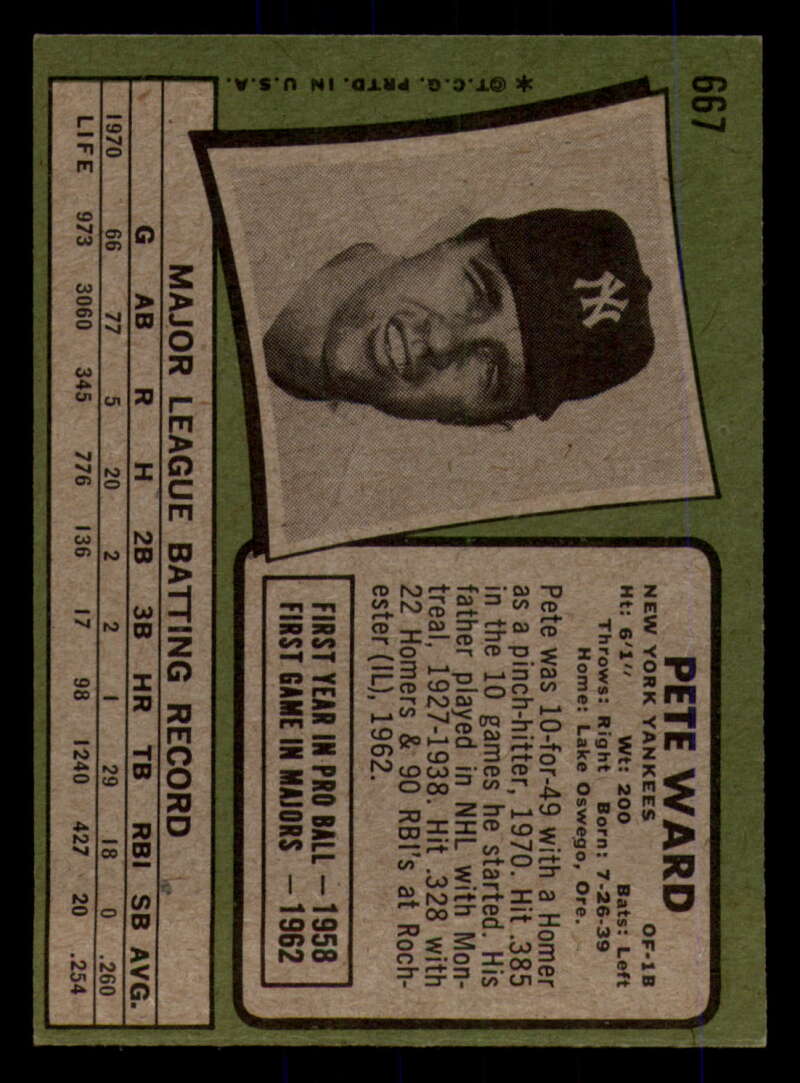 667
* ©T.C.G. PRTD. IN U.S.A.
NY
PETE WARD
NEW YORK YANKEES OF-1B
Ht: 6'1" Wt: 200 Bats: Left
Throws: Right Born: 7-26-39
Home: Lake Oswego, Ore.
Pete was 10-for-49 with a Homer
as a pinch-hitter, 1970. Hit .385
in the 10 games he started. His
father played in NHL with Mon-
treal, 1927-1938. Hit .328 with
22 Homers & 90 RBI's at Roch-
ester (IL), 1962.
FIRST YEAR IN PRO BALL — 1958
FIRST GAME IN MAJORS — 1962
MAJOR LEAGUE BATTING RECORD
G AB R H 2B 3B HR TB RBI SB AVG.
1970 66 77 5 20 2 2 1 29 18 0 .260
LIFE 973 3060 345 776 136 17 98 1240 427 20 .254